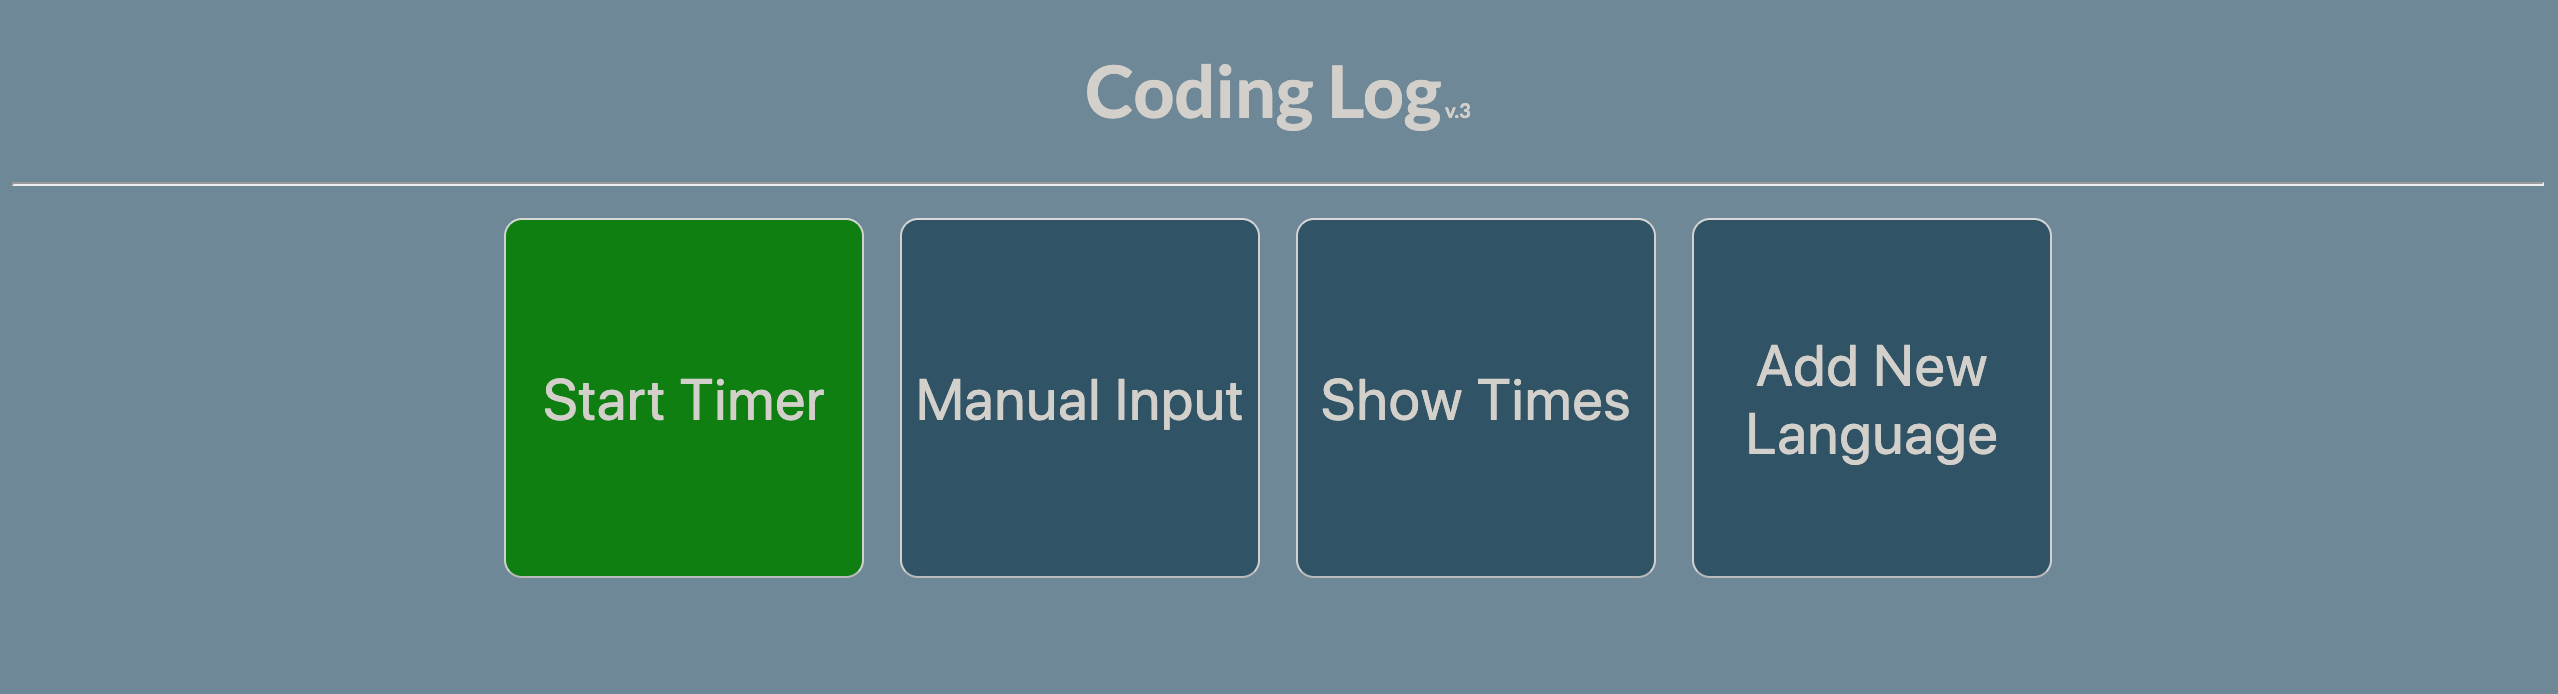 Coding Log v.3
Start Timer
Manual Input
Show Times
Add New
Language